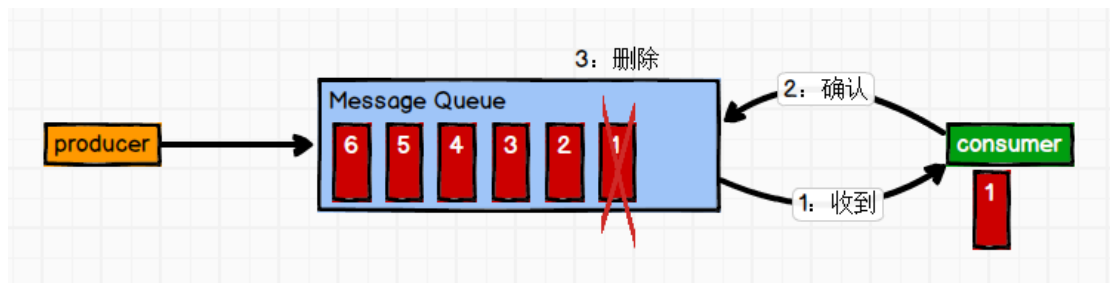 3：删除
Message Queue
2：确认
producer
6 5 4 3 2 1
consumer
1：收到
1